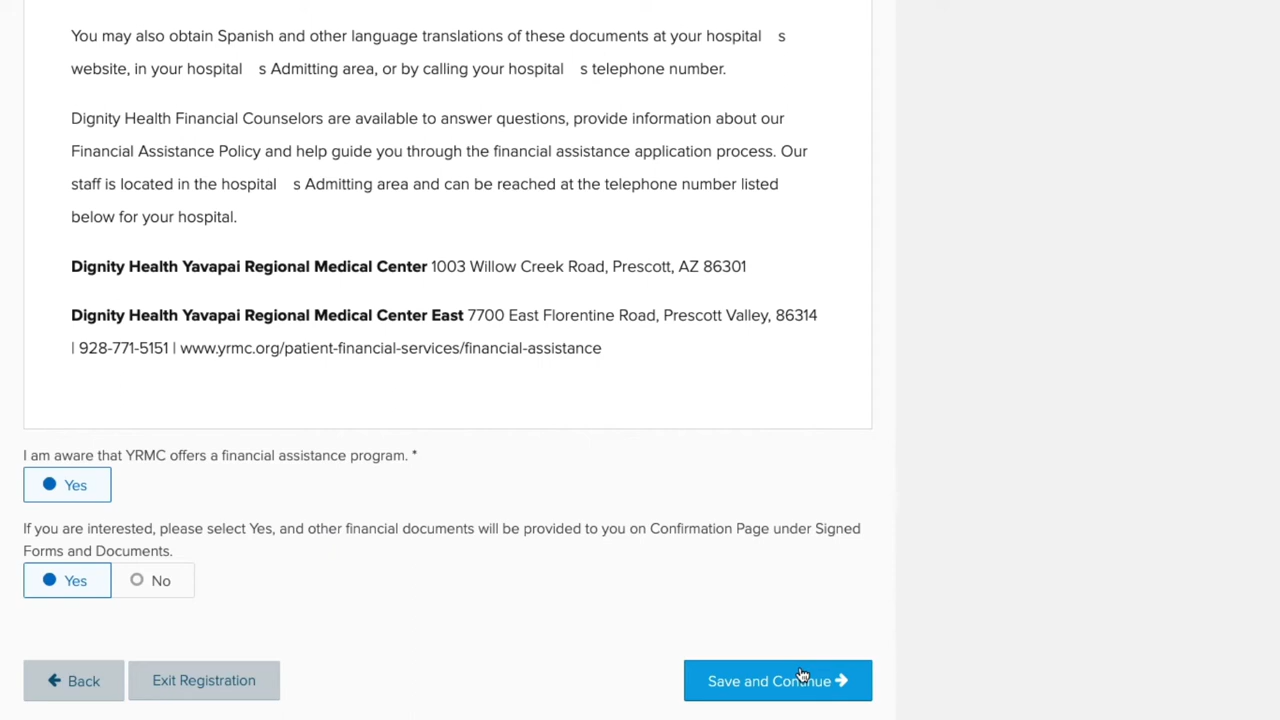 You may also obtain Spanish and other language translations of these documents at your hospital s
website, in your hospital s Admitting area, or by calling your hospital s telephone number.
Dignity Health Financial Counselors are available to answer questions, provide information about our
Financial Assistance Policy and help guide you through the financial assistance application process. Our
staff is located in the hospital s Admitting area and can be reached at the telephone number listed
below for your hospital.
Dignity Health Yavapai Regional Medical Center 1003 Willow Creek Road, Prescott, AZ 86301
Dignity Health Yavapai Regional Medical Center East 7700 East Florentine Road, Prescott Valley, 86314
| 928-771-5151 | www.yrmc.org/patient-financial-services/financial-assistance
I am aware that YRMC offers a financial assistance program. *
Yes
If you are interested, please select Yes, and other financial documents will be provided to you on Confirmation Page under Signed
Forms and Documents.
Yes No
Back Exit Registration Save and Continue